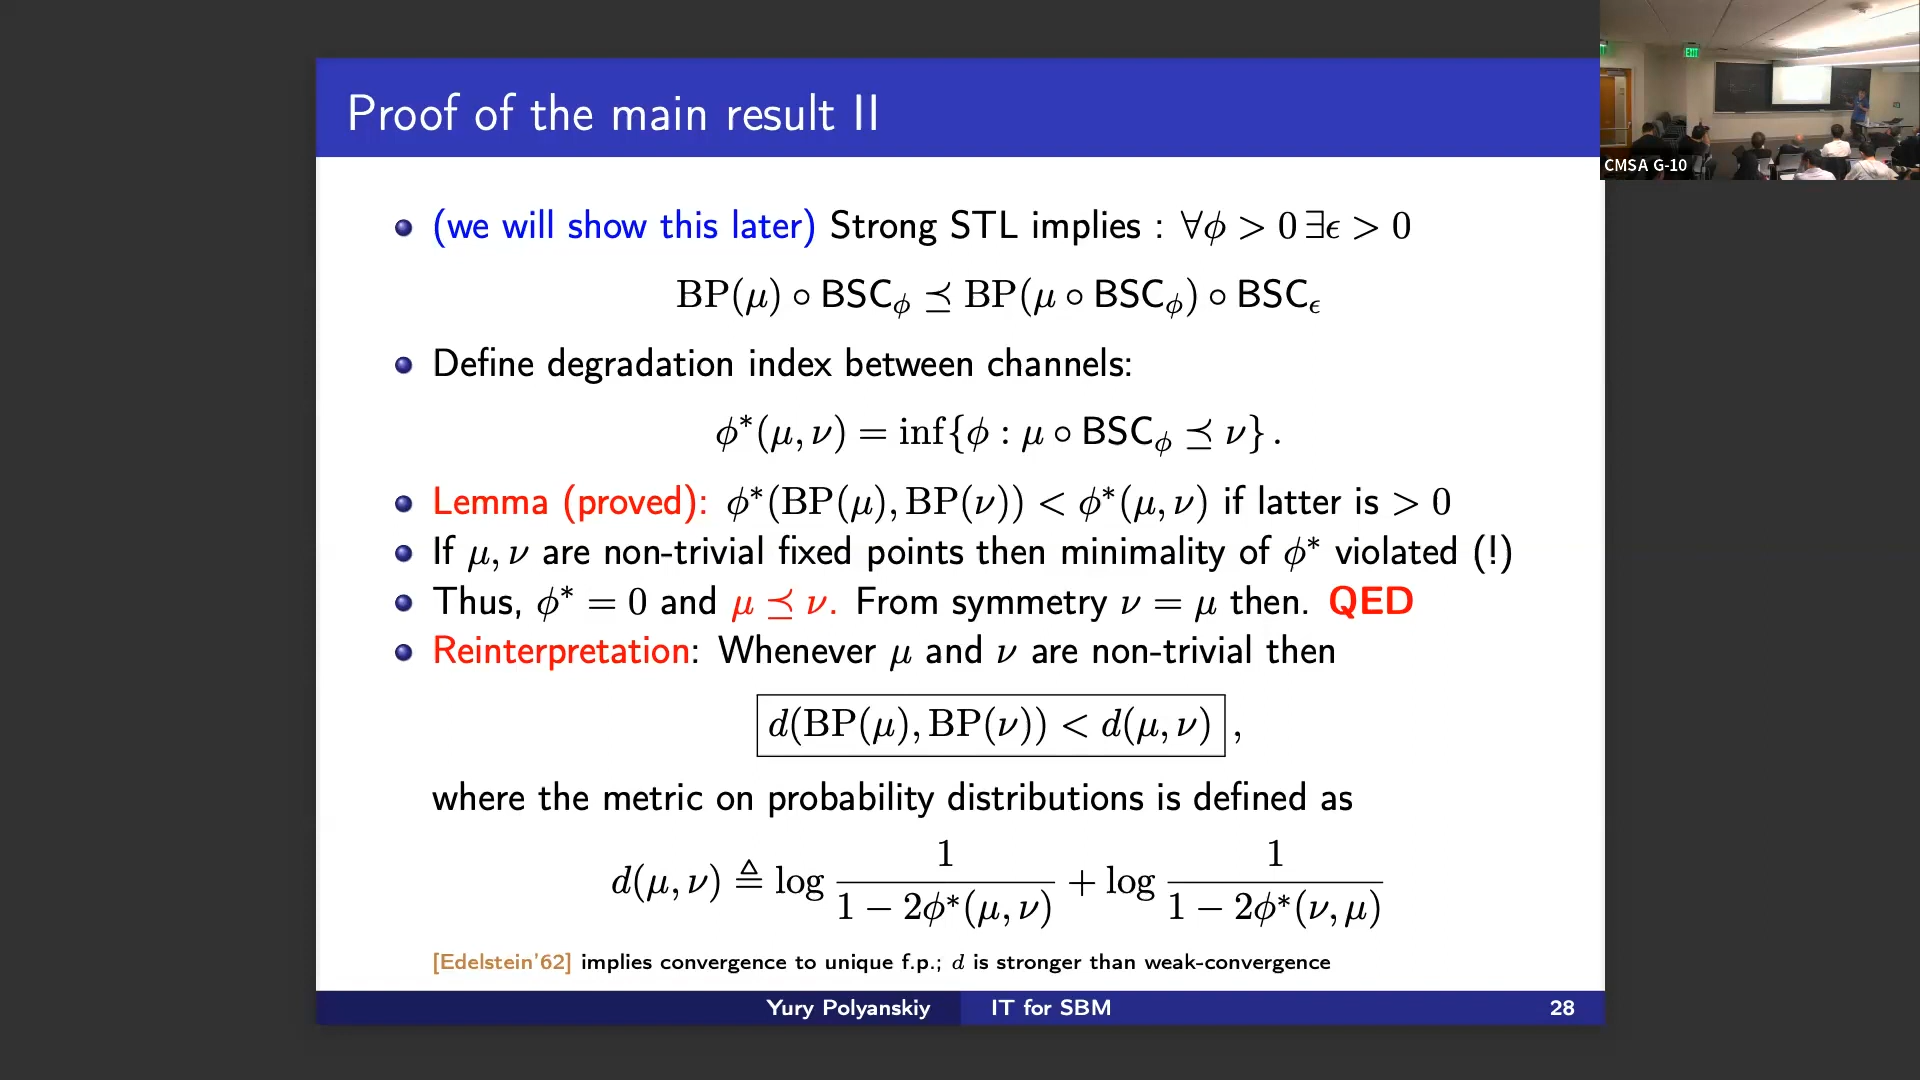 Proof of the main result II
(we will show this later) Strong STL implies : ∀ϕ > 0 ∃ϵ > 0
BP(μ) ∘ BSC_ϕ ⪯ BP(μ ∘ BSC_ϕ) ∘ BSC_ϵ
Define degradation index between channels:
ϕ*(μ, ν) = inf{ϕ : μ ∘ BSC_ϕ ⪯ ν} .
Lemma (proved): ϕ*(BP(μ), BP(ν)) < ϕ*(μ, ν) if latter is > 0
If μ, ν are non-trivial fixed points then minimality of ϕ* violated (!)
Thus, ϕ* = 0 and μ ⪯ ν. From symmetry ν = μ then. QED
Reinterpretation: Whenever μ and ν are non-trivial then
d(BP(μ), BP(ν)) < d(μ, ν) ,
where the metric on probability distributions is defined as
d(μ, ν) ≜ log 1/(1 − 2ϕ*(μ, ν)) + log 1/(1 − 2ϕ*(ν, μ))
[Edelstein'62] implies convergence to unique f.p.; d is stronger than weak-convergence
Yury Polyanskiy IT for SBM 28
EXIT
CMSA G-10